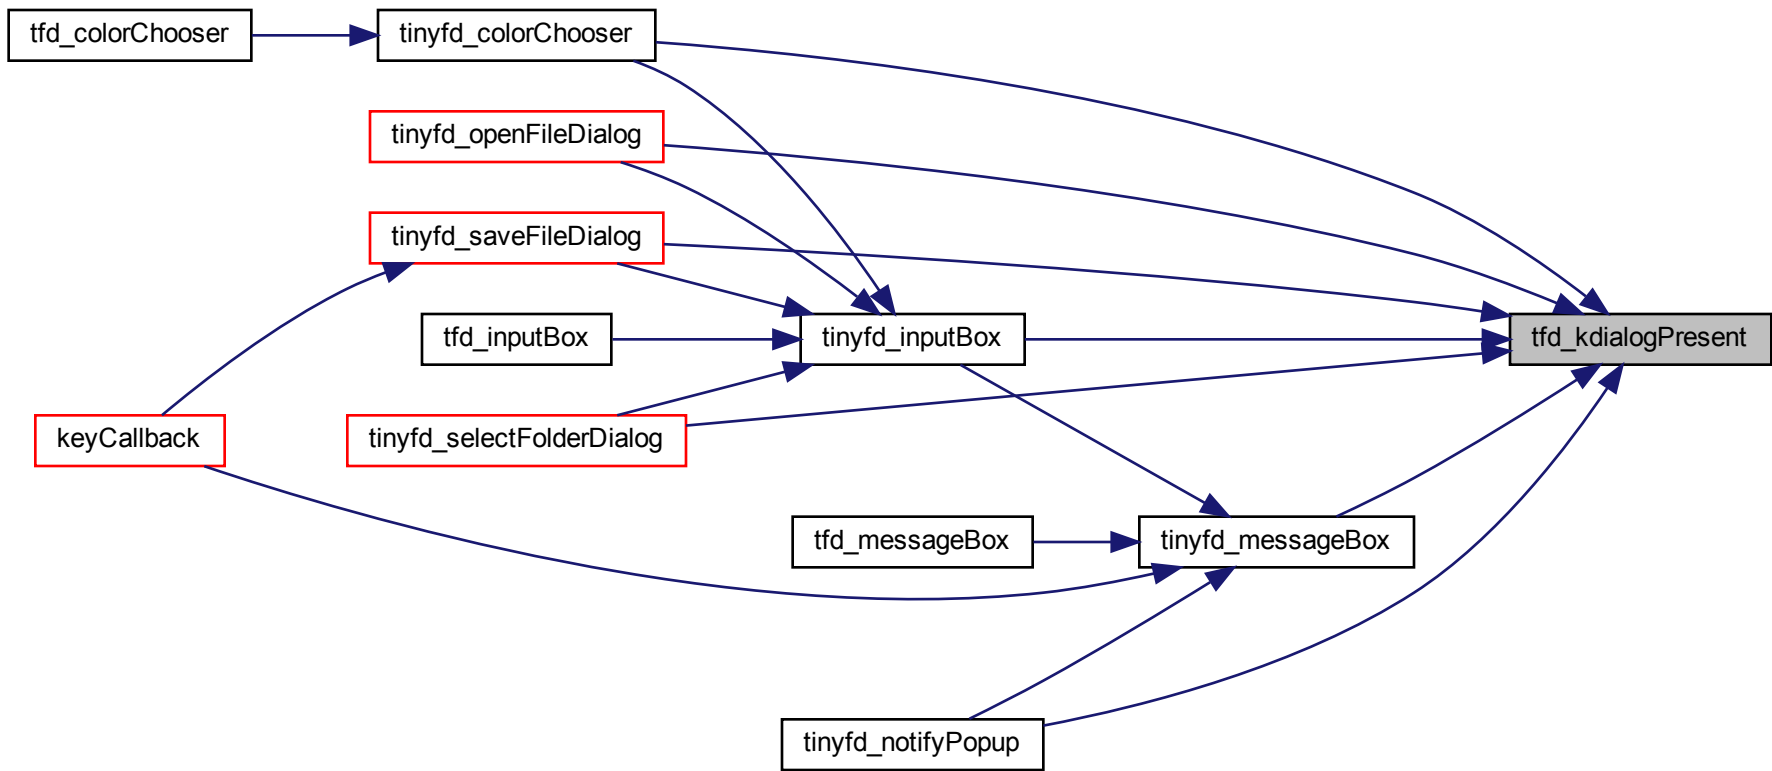 tfd_colorChooser
tinyfd_colorChooser
tinyfd_openFileDialog
tinyfd_saveFileDialog
tfd_inputBox
tinyfd_inputBox
tfd_kdialogPresent
keyCallback
tinyfd_selectFolderDialog
tfd_messageBox
tinyfd_messageBox
tinyfd_notifyPopup